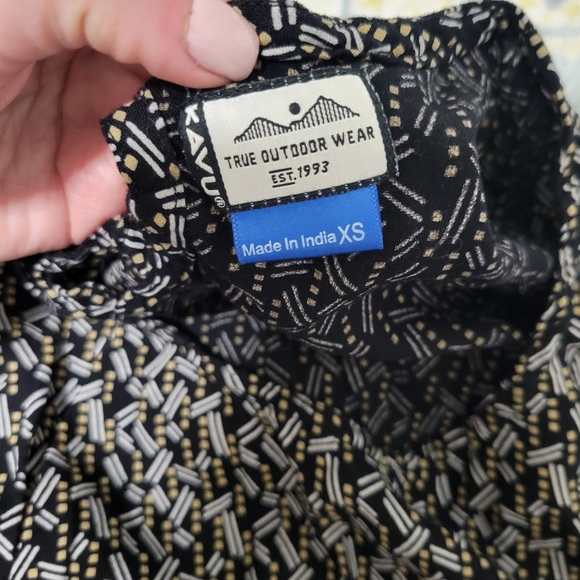 KAVU®
TRUE OUTDOOR WEAR
EST. 1993
Made In India XS